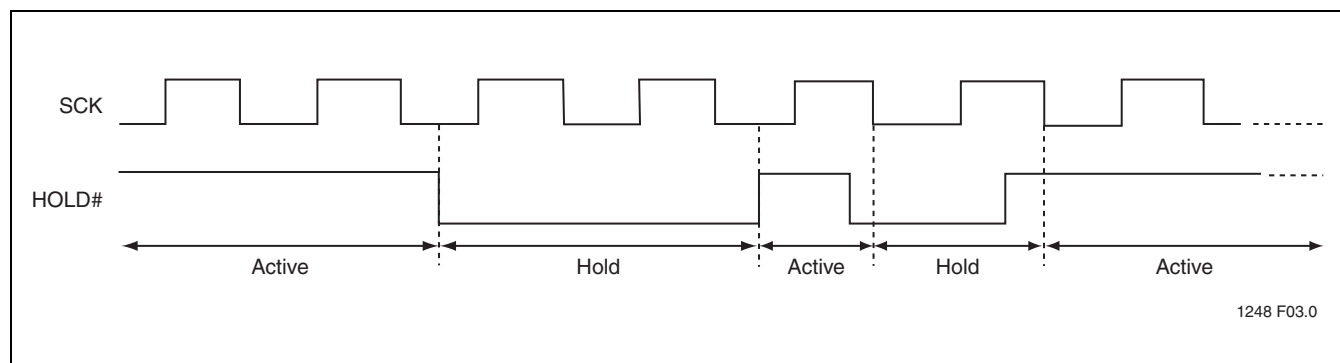 SCK
HOLD#
Active
Hold
Active
Hold
Active
1248 F03.0